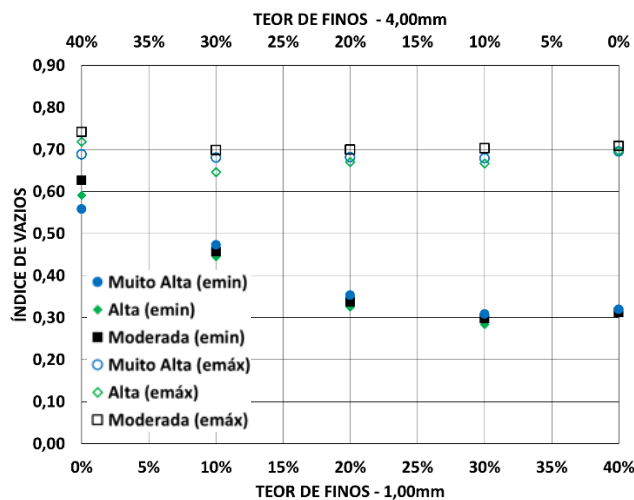 TEOR DE FINOS - 4,00mm
40% 35% 30% 25% 20% 15% 10% 5% 0%
0,90
0,80
0,70
0,60
0,50
0,40
0,30
0,20
0,10
0,00
ÍNDICE DE VAZIOS
Muito Alta (emin)
Alta (emin)
Moderada (emin)
Muito Alta (emáx)
Alta (emáx)
Moderada (emáx)
0% 5% 10% 15% 20% 25% 30% 35% 40%
TEOR DE FINOS - 1,00mm